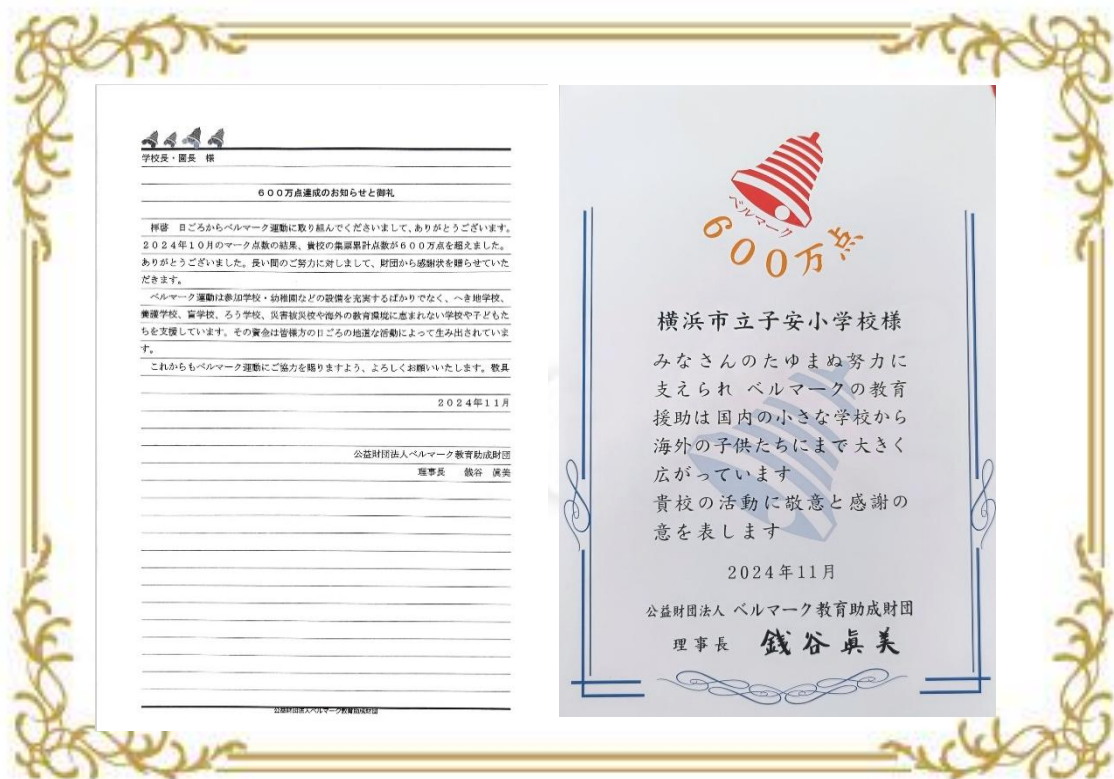 学校長・園長　様
６００万点達成のお知らせと御礼
拝啓　日ごろからベルマーク運動に取り組んでくださいまして、ありがとうございます。
２０２４年１０月のマーク点数の結果、貴校の集票累計点数が６００万点を超えました。
ありがとうございました。長い間のご努力に対しまして、財団から感謝状を贈らせていた
だきます。
ベルマーク運動は参加学校・幼稚園などの設備を充実するばかりでなく、へき地学校、
養護学校、盲学校、ろう学校、災害被災校や海外の教育環境に恵まれない学校や子どもた
ちを支援しています。その資金は皆様方の日ごろの地道な活動によって生み出されていま
す。
これからもベルマーク運動にご協力を賜りますよう、よろしくお願いいたします。敬具
２０２４年１１月
公益財団法人ベルマーク教育助成財団
理事長　銭谷　眞美
公益財団法人ベルマーク教育助成財団
ベルマーク
６００万点
横浜市立子安小学校様
みなさんのたゆまぬ努力に
支えられ ベルマークの教育
援助は国内の小さな学校から
海外の子供たちにまで大きく
広がっています
貴校の活動に敬意と感謝の
意を表します
2024年11月
公益財団法人 ベルマーク教育助成財団
理事長　銭谷眞美